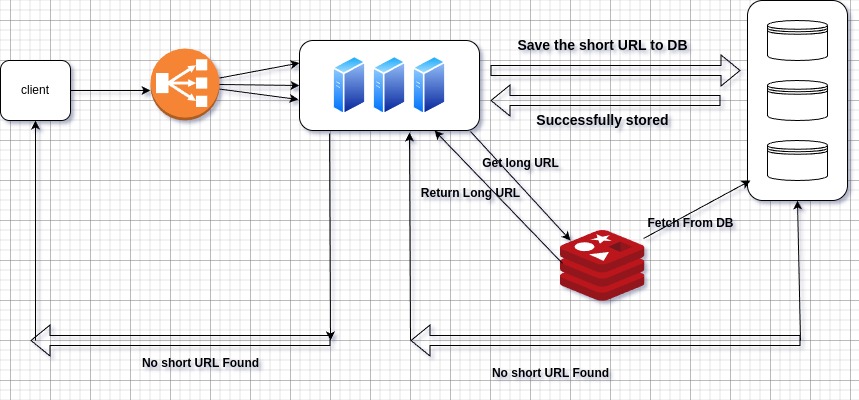 Save the short URL to DB
client
Successfully stored
Get long URL
Return Long URL
Fetch From DB
No short URL Found
No short URL Found